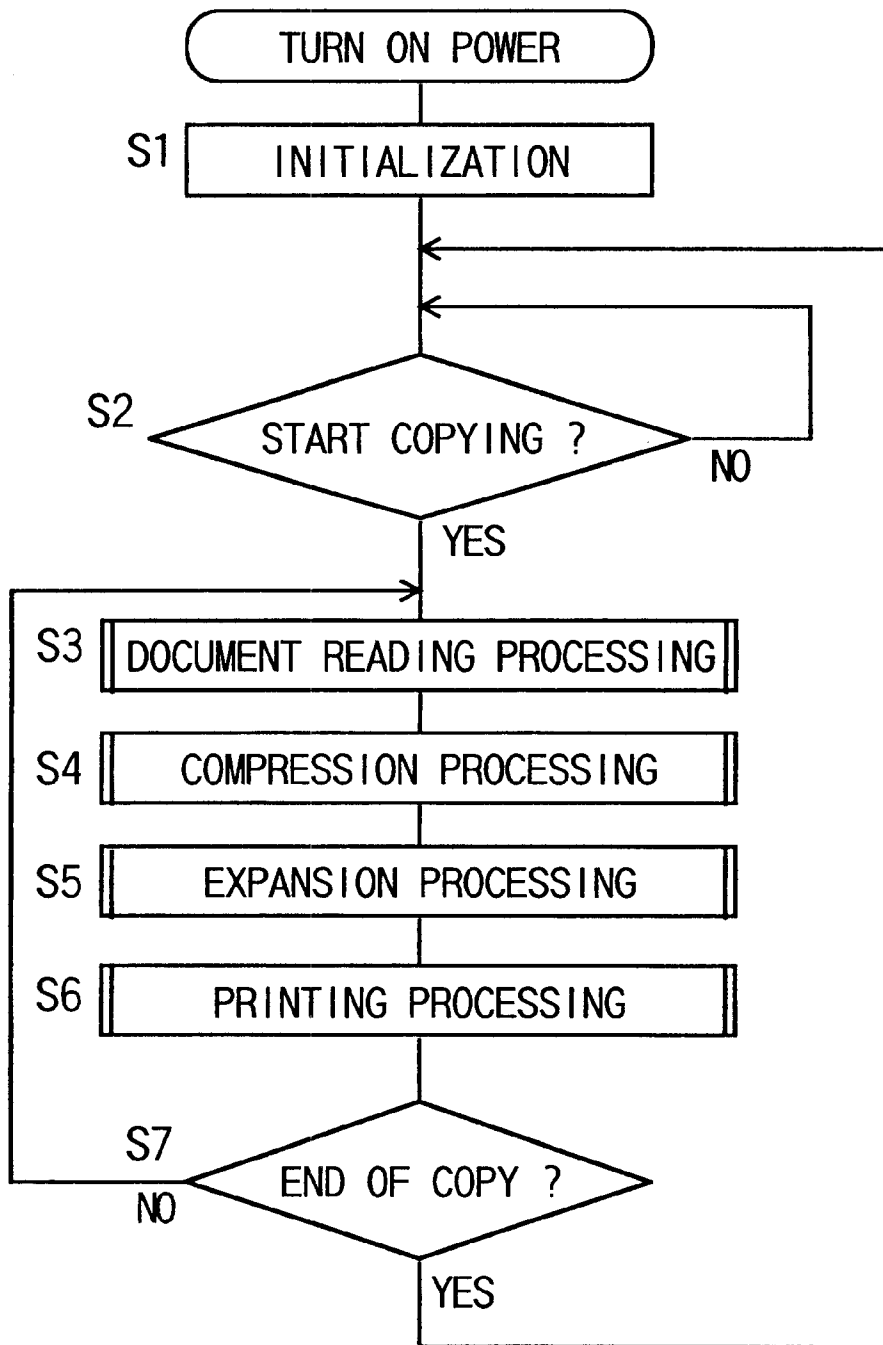 TURN ON POWER
S1
INITIALIZATION
S2
START COPYING ?
NO
YES
S3
DOCUMENT READING PROCESSING
S4
COMPRESSION PROCESSING
S5
EXPANSION PROCESSING
S6
PRINTING PROCESSING
S7
END OF COPY ?
NO
YES